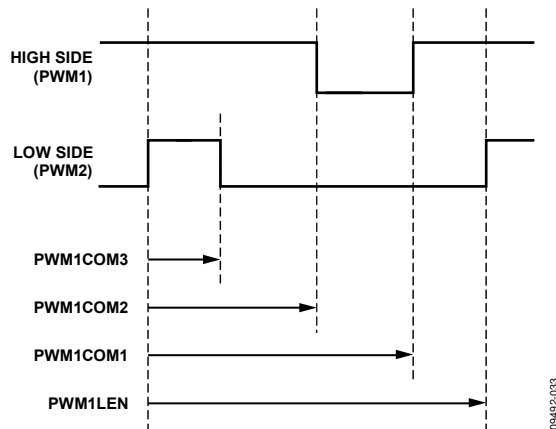 HIGH SIDE
(PWM1)
LOW SIDE
(PWM2)
PWM1COM3
PWM1COM2
PWM1COM1
PWM1LEN
09492-033